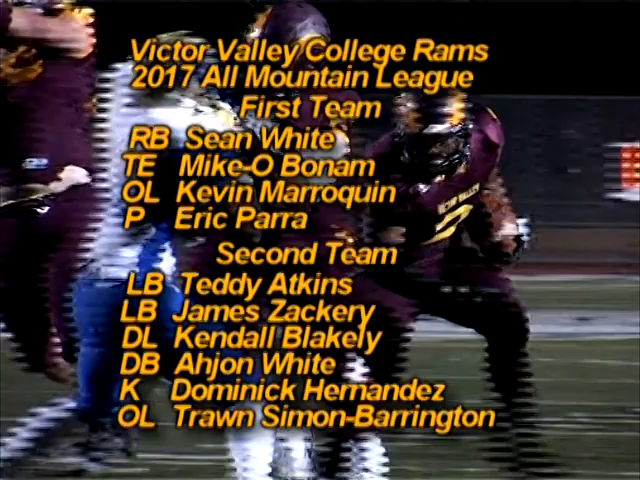 Victor Valley College Rams
2017 All Mountain League
First Team
RB Sean White
TE Mike-O Bonam
OL Kevin Marroquin
P Eric Parra
Second Team
LB Teddy Atkins
LB James Zackery
DL Kendall Blakely
DB Ahjon White
K Dominick Hernandez
OL Trawn Simon-Barrington